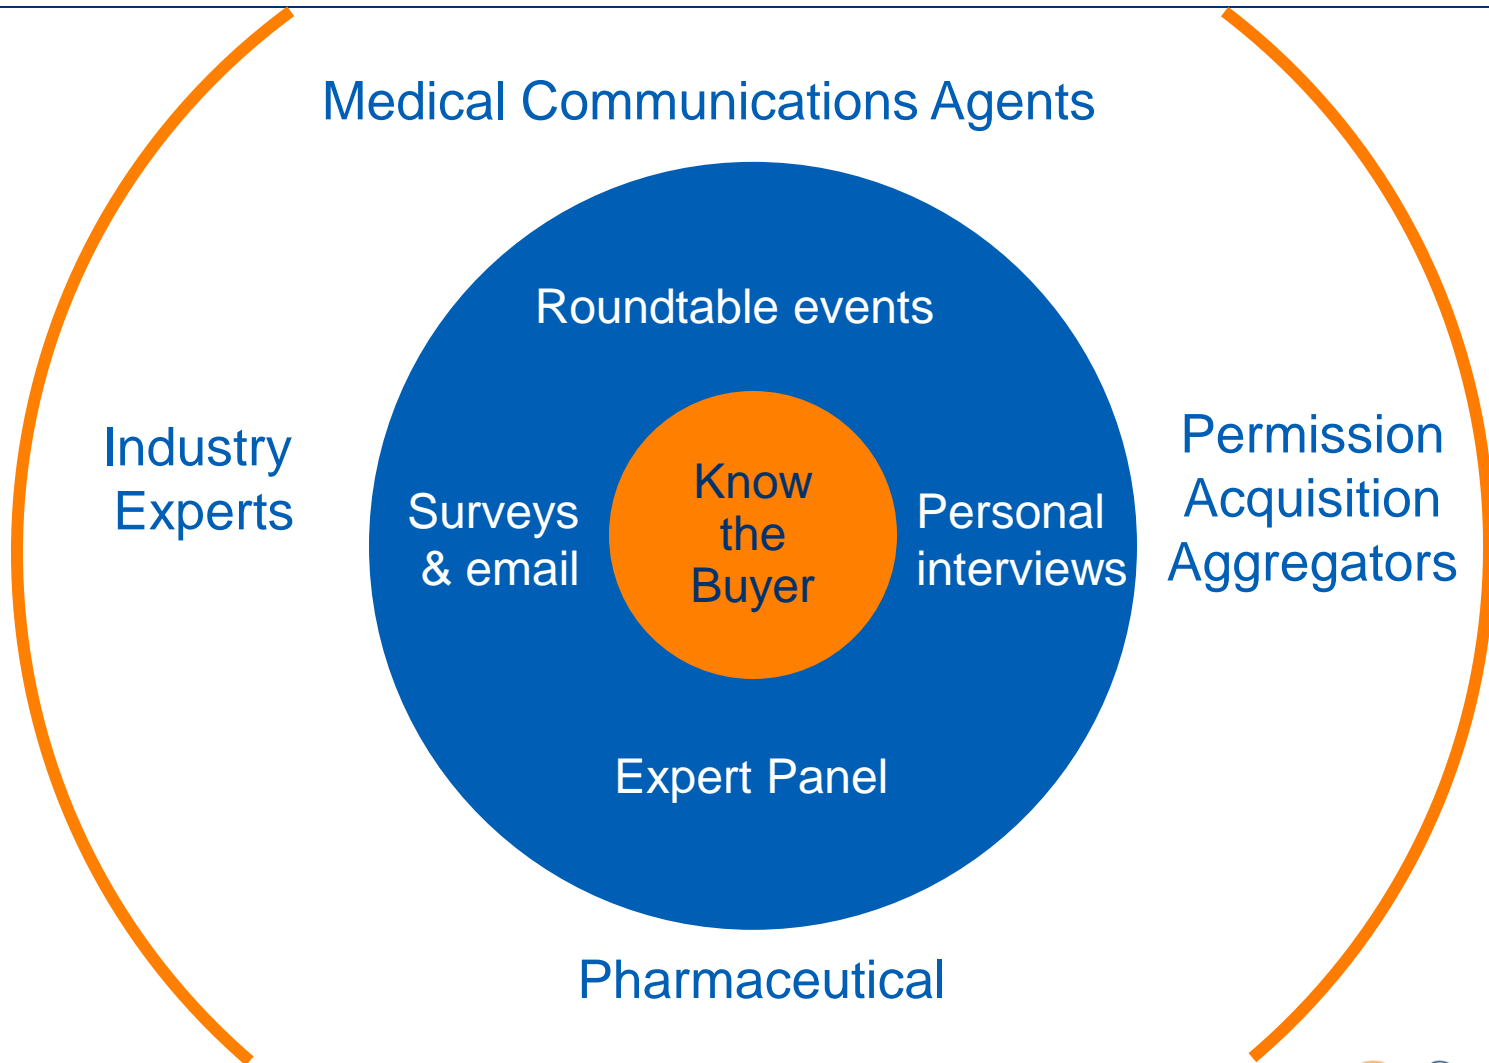 Medical Communications Agents
Roundtable events
Industry
Experts
Surveys
& email
Know
the
Buyer
Personal
interviews
Permission
Acquisition
Aggregators
Expert Panel
Pharmaceutical